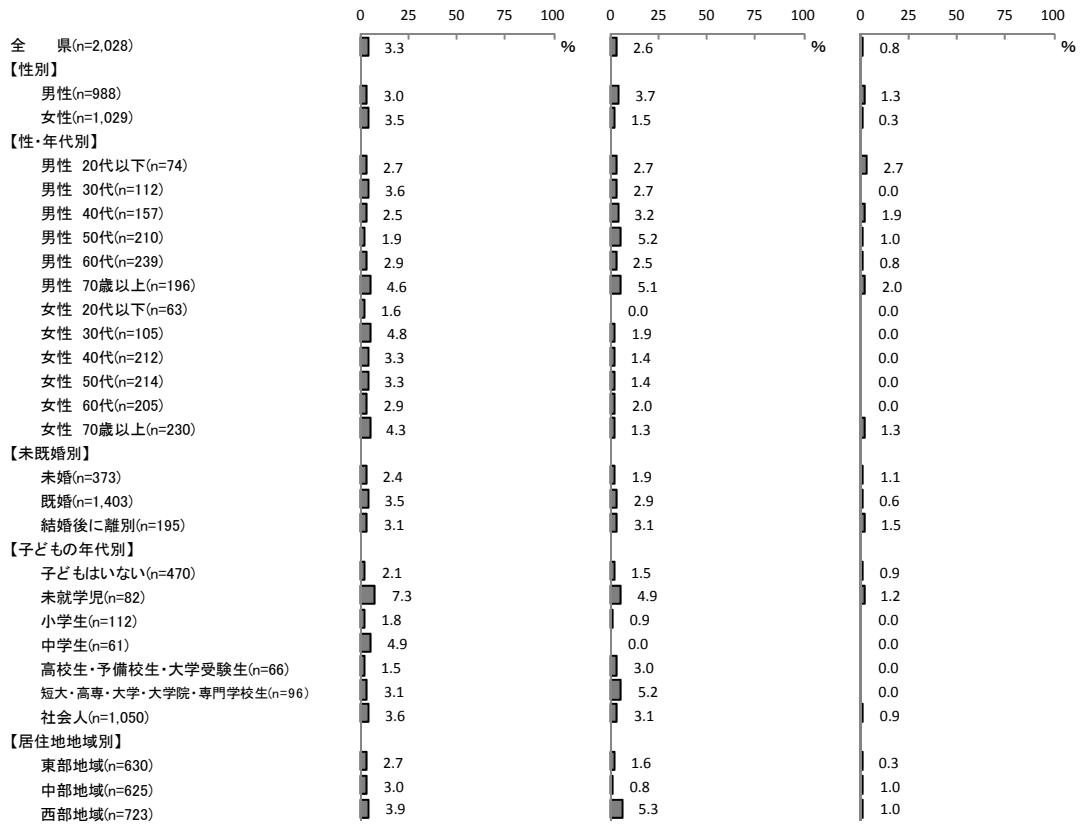 0 25 50 75 100 0 25 50 75 100 0 25 50 75 100
全　　県(n=2,028) 3.3 % 2.6 % 0.8 %
【性別】
男性(n=988) 3.0 3.7 1.3
女性(n=1,029) 3.5 1.5 0.3
【性・年代別】
男性 20代以下(n=74) 2.7 2.7 2.7
男性 30代(n=112) 3.6 2.7 0.0
男性 40代(n=157) 2.5 3.2 1.9
男性 50代(n=210) 1.9 5.2 1.0
男性 60代(n=239) 2.9 2.5 0.8
男性 70歳以上(n=196) 4.6 5.1 2.0
女性 20代以下(n=63) 1.6 0.0 0.0
女性 30代(n=105) 4.8 1.9 0.0
女性 40代(n=212) 3.3 1.4 0.0
女性 50代(n=214) 3.3 1.4 0.0
女性 60代(n=205) 2.9 2.0 0.0
女性 70歳以上(n=230) 4.3 1.3 1.3
【未既婚別】
未婚(n=373) 2.4 1.9 1.1
既婚(n=1,403) 3.5 2.9 0.6
結婚後に離別(n=195) 3.1 3.1 1.5
【子どもの年代別】
子どもはいない(n=470) 2.1 1.5 0.9
未就学児(n=82) 7.3 4.9 1.2
小学生(n=112) 1.8 0.9 0.0
中学生(n=61) 4.9 0.0 0.0
高校生・予備校生・大学受験生(n=66) 1.5 3.0 0.0
短大・高専・大学・大学院・専門学校生(n=96) 3.1 5.2 0.0
社会人(n=1,050) 3.6 3.1 0.9
【居住地地域別】
東部地域(n=630) 2.7 1.6 0.3
中部地域(n=625) 3.0 0.8 1.0
西部地域(n=723) 3.9 5.3 1.0